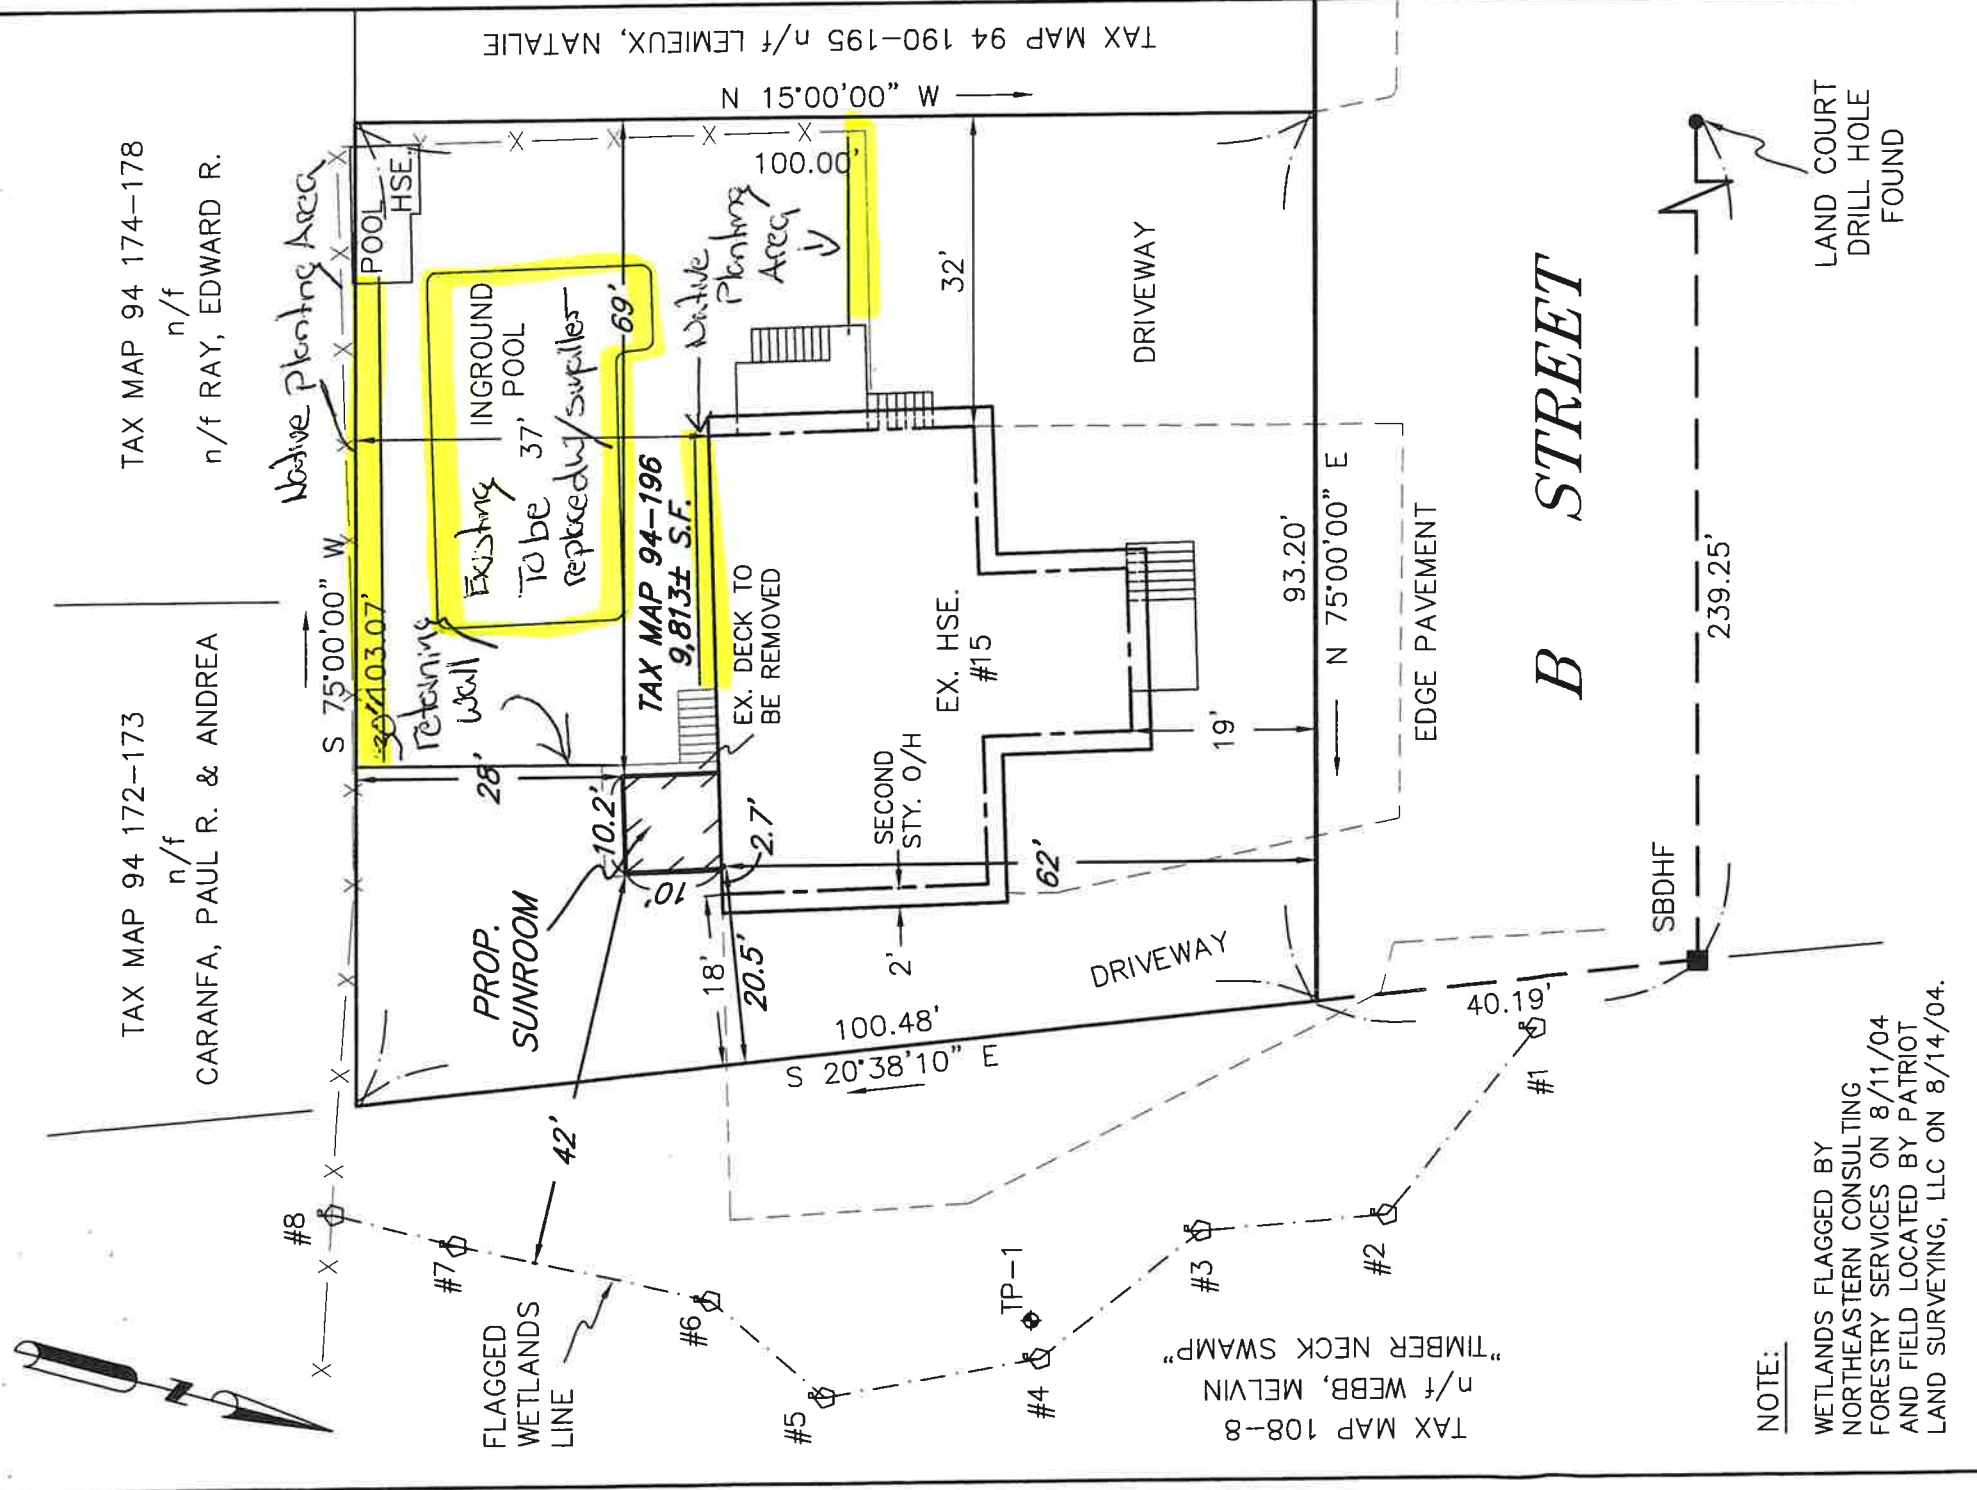 TAX MAP 94 172-173
n/f
CARANFA, PAUL R. & ANDREA
TAX MAP 94 174-178
n/f
n/f RAY, EDWARD R.
TAX MAP 94 190-195 n/f LEMIEUX, NATALIE
N 15°00'00" W
100.00'
S 75°00'00" W
103.07'
Native Planting Area
POOL
HSE.
INGROUND
POOL
37'
Existing
To be
replaced w/ smaller
69'
Native
Planting
Area
retaining
wall
28'
TAX MAP 94-196
9,813± S.F.
EX. DECK TO
BE REMOVED
10.2'
10'
2.7'
PROP.
SUNROOM
42'
18'
20.5'
2'
SECOND
STY. O/H
EX. HSE.
#15
62'
19'
32'
DRIVEWAY
DRIVEWAY
100.48'
S 20°38'10" E
93.20'
N 75°00'00" E
EDGE PAVEMENT
B STREET
40.19'
SBDHF
239.25'
LAND COURT
DRILL HOLE
FOUND
#8
#7
#6
#5
#4
#3
#2
#1
TP-1
FLAGGED
WETLANDS
LINE
TAX MAP 108-8
n/f WEBB, MELVIN
"TIMBER NECK SWAMP"
N
NOTE:
WETLANDS FLAGGED BY
NORTHEASTERN CONSULTING
FORESTRY SERVICES ON 8/11/04
AND FIELD LOCATED BY PATRIOT
LAND SURVEYING, LLC ON 8/14/04.